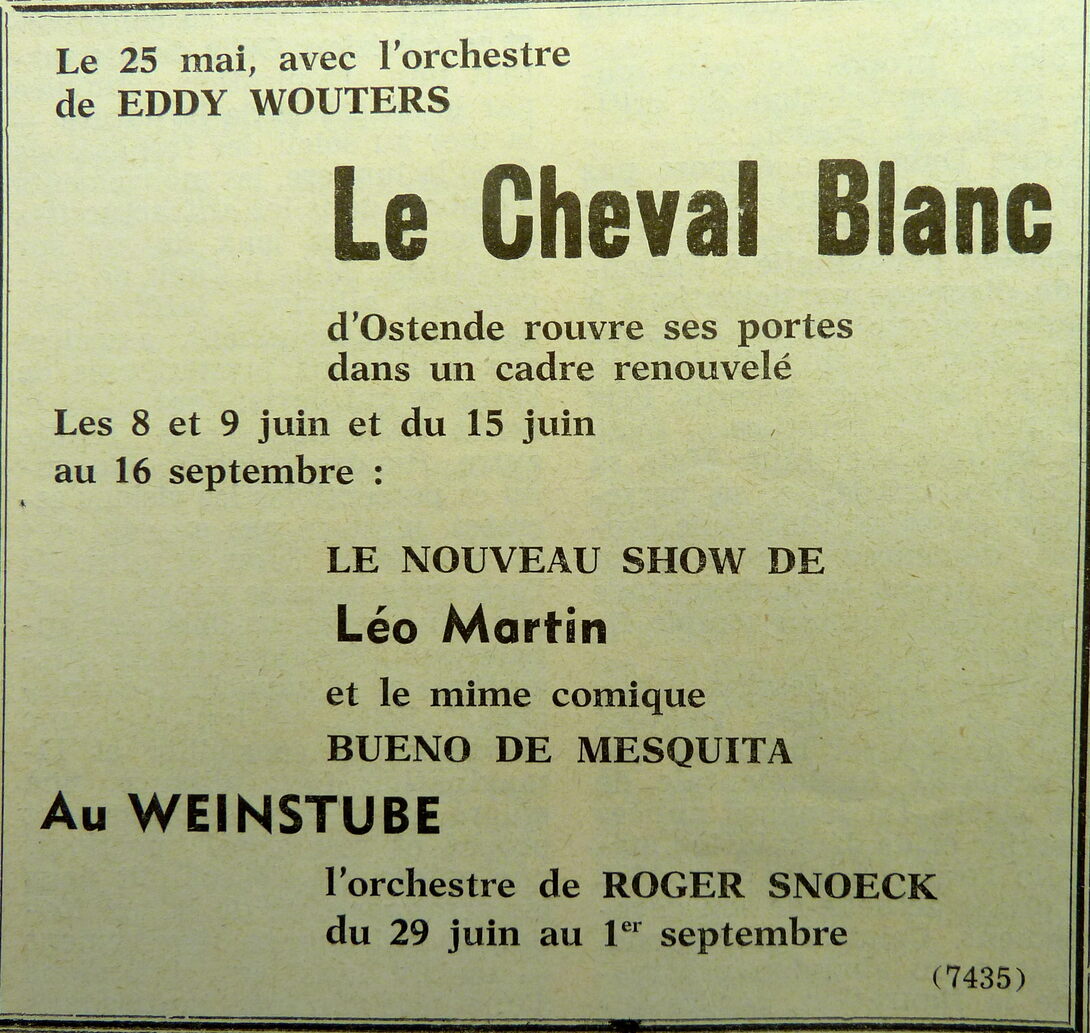 Le 25 mai, avec l'orchestre
de EDDY WOUTERS
Le Cheval Blanc
d'Ostende rouvre ses portes
dans un cadre renouvelé
Les 8 et 9 juin et du 15 juin
au 16 septembre :
LE NOUVEAU SHOW DE
Léo Martin
et le mime comique
BUENO DE MESQUITA
Au WEINSTUBE
l'orchestre de ROGER SNOECK
du 29 juin au 1er septembre
(7435)